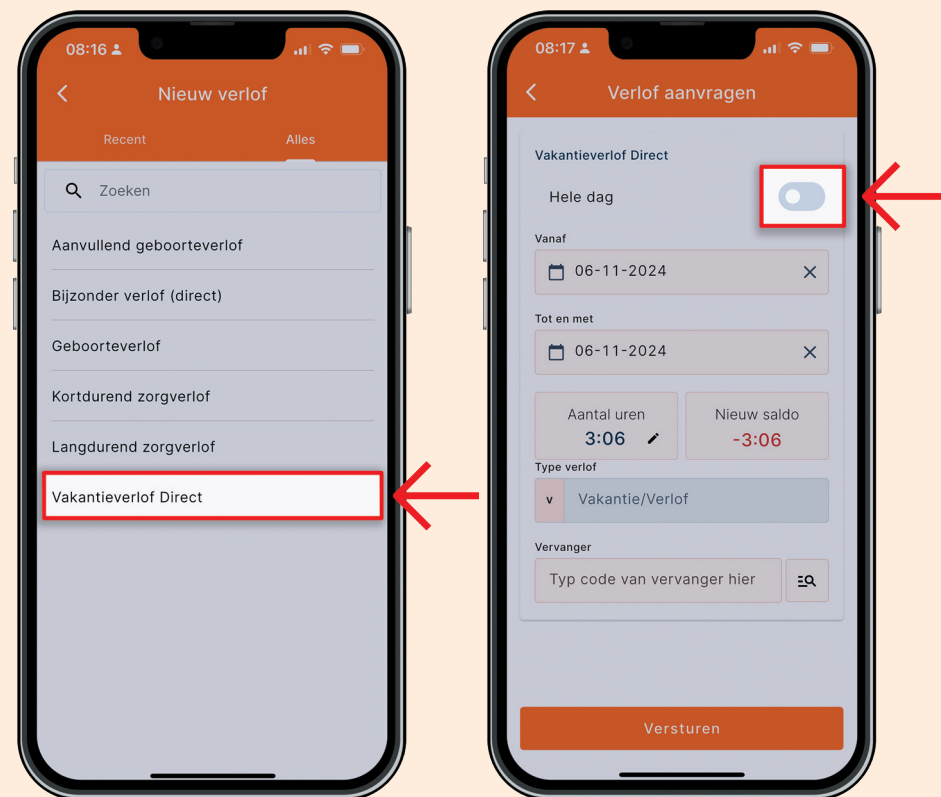 08:16
Nieuw verlof
Recent
Alles
Zoeken
Aanvullend geboorteverlof
Bijzonder verlof (direct)
Geboorteverlof
Kortdurend zorgverlof
Langdurend zorgverlof
Vakantieverlof Direct
08:17
Verlof aanvragen
Vakantieverlof Direct
Hele dag
Vanaf
06-11-2024
Tot en met
06-11-2024
Aantal uren
3:06
Nieuw saldo
-3:06
Type verlof
v Vakantie/Verlof
Vervanger
Typ code van vervanger hier
Versturen